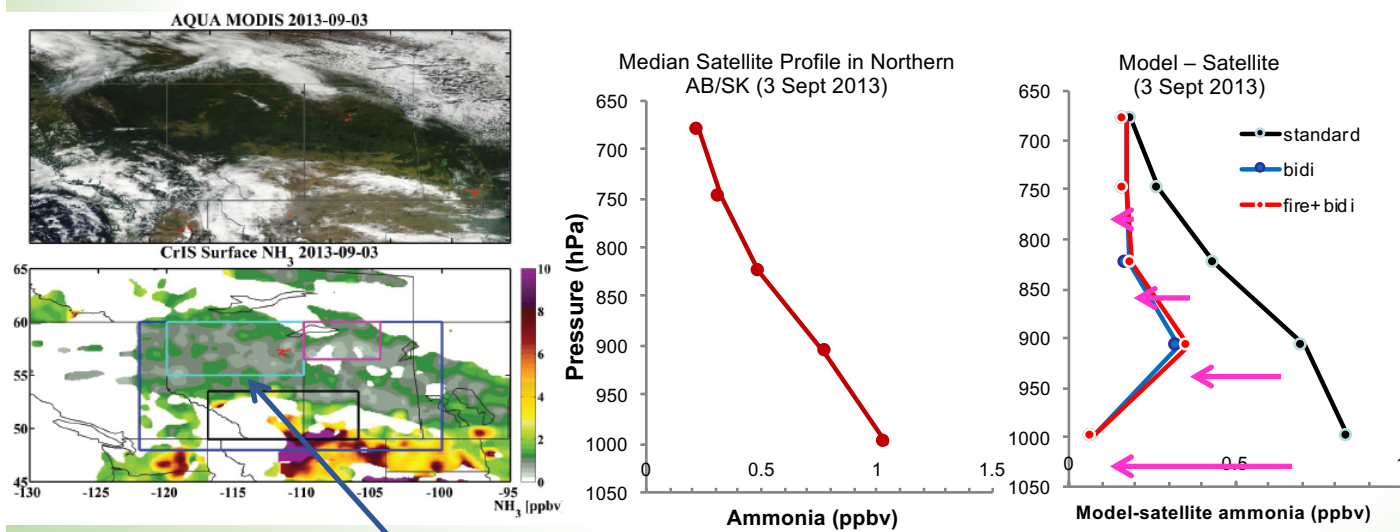 AQUA MODIS 2013-09-03
CrIS Surface NH3 2013-09-03
65
60
55
50
45
-130 -125 -120 -115 -110 -105 -100 -95
10
8
6
4
2
0
NH3 [ppbv]
Median Satellite Profile in Northern
AB/SK (3 Sept 2013)
Pressure (hPa)
650
700
750
800
850
900
950
1000
1050
0 0.5 1 1.5
Ammonia (ppbv)
Model – Satellite
(3 Sept 2013)
650
700
750
800
850
900
950
1000
1050
standard
bidi
fire+bidi
0 0.5 1
Model-satellite ammonia (ppbv)